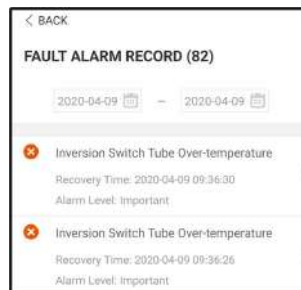 < BACK
FAULT ALARM RECORD (82)
2020-04-09 – 2020-04-09
Inversion Switch Tube Over-temperature
Recovery Time: 2020-04-09 09:36:30
Alarm Level: Important
Inversion Switch Tube Over-temperature
Recovery Time: 2020-04-09 09:36:26
Alarm Level: Important